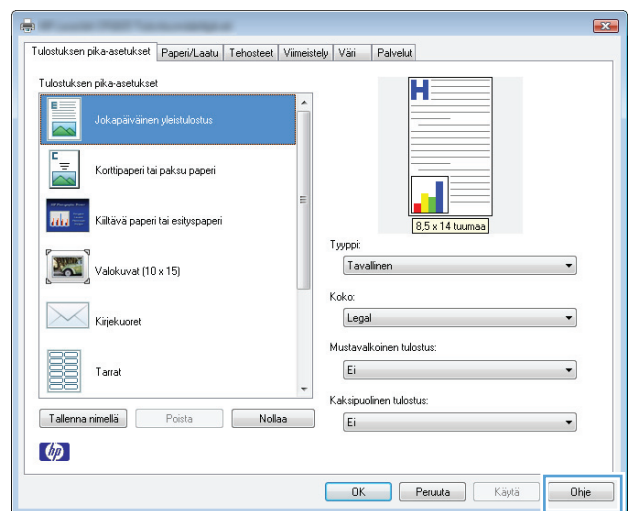 Tulostuksen pika-asetukset Paperi/Laatu Tehosteet Viimeistely Väri Palvelut
Tulostuksen pika-asetukset
Jokapäiväinen yleistulostus
Korttipaperi tai paksu paperi
Kiiltävä paperi tai esityspaperi
Valokuvat (10 x 15)
Kirjekuoret
Tarrat
Tallenna nimellä Poista Nollaa
H
8,5 x 14 tuumaa
Tyyppi:
Tavallinen
Koko:
Legal
Mustavalkoinen tulostus:
Ei
Kaksipuolinen tulostus:
Ei
hp
OK Peruuta Käytä Ohje